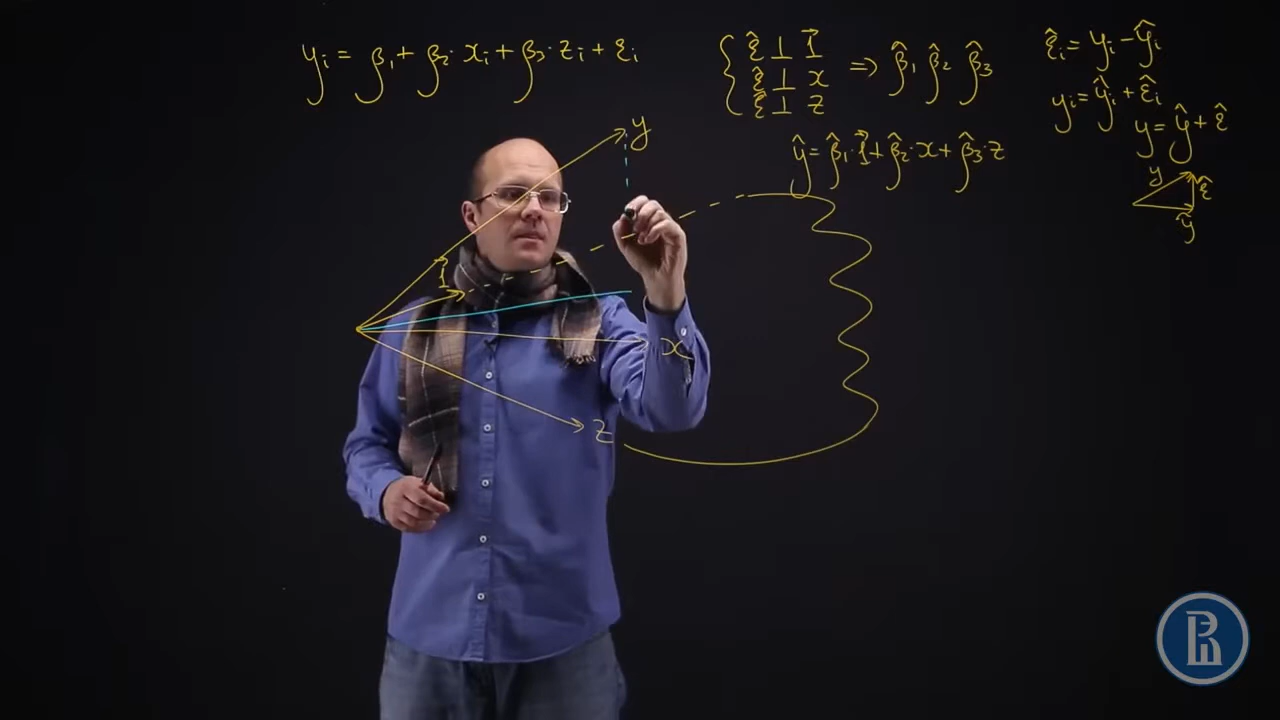 yᵢ = β₁ + β₂·xᵢ + β₃·zᵢ + εᵢ
{ ε̂ ⊥ 1⃗
ε̂ ⊥ x ⇒ β̂₁ β̂₂ β̂₃
ε̂ ⊥ z
ŷ = β̂₁·1⃗ + β̂₂·x + β̂₃·z
ε̂ᵢ = yᵢ − ŷᵢ
yᵢ = ŷᵢ + ε̂ᵢ
y = ŷ + ε̂
y
ε̂
ŷ
y
1⃗
x
z